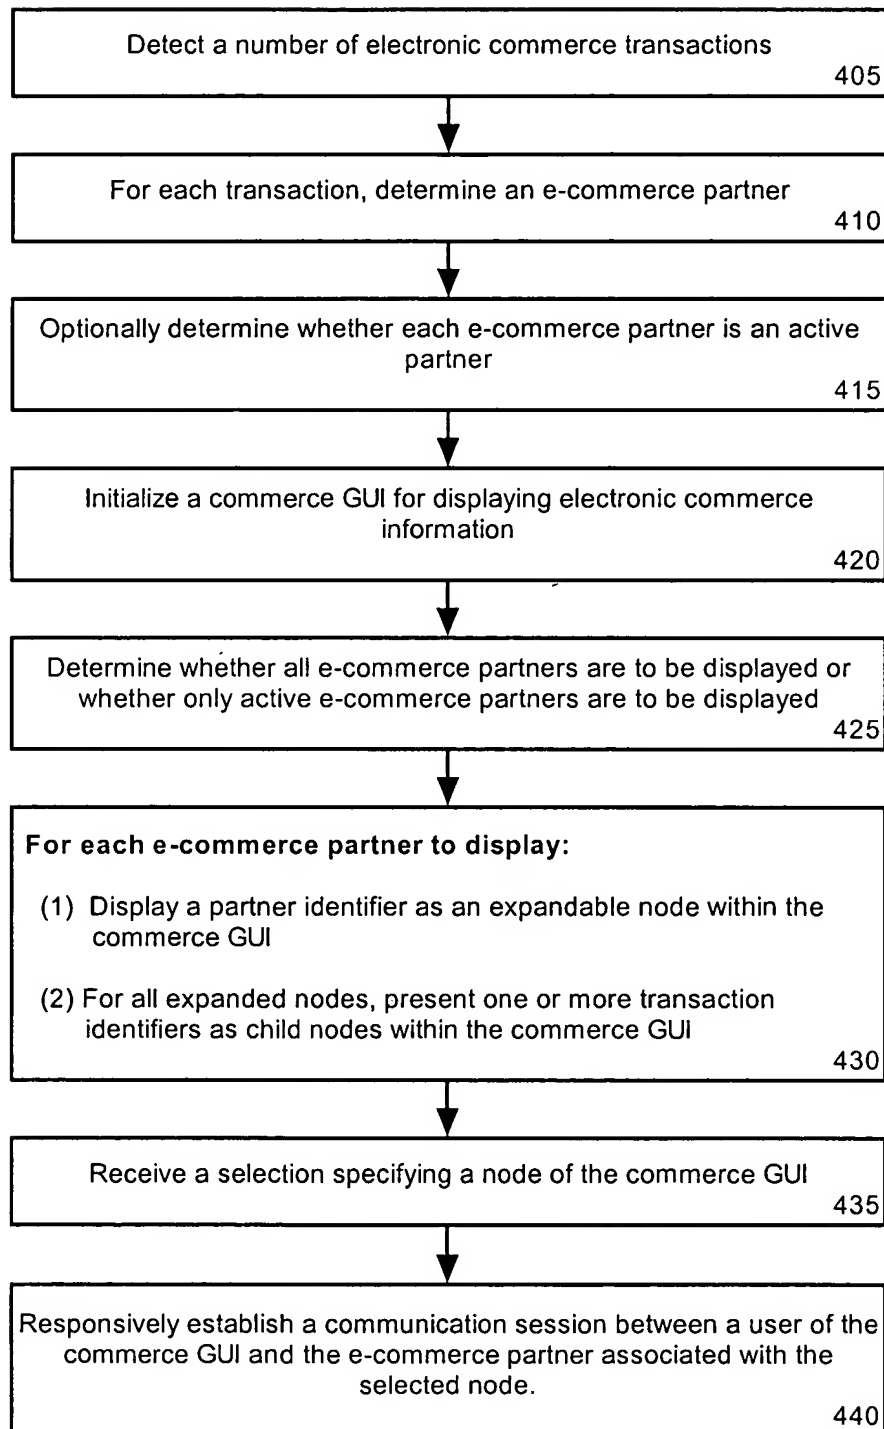 Detect a number of electronic commerce transactions
405
For each transaction, determine an e-commerce partner
410
Optionally determine whether each e-commerce partner is an active
partner
415
Initialize a commerce GUI for displaying electronic commerce
information
420
Determine whether all e-commerce partners are to be displayed or
whether only active e-commerce partners are to be displayed
425
For each e-commerce partner to display:
(1) Display a partner identifier as an expandable node within the
commerce GUI
(2) For all expanded nodes, present one or more transaction
identifiers as child nodes within the commerce GUI
430
Receive a selection specifying a node of the commerce GUI
435
Responsively establish a communication session between a user of the
commerce GUI and the e-commerce partner associated with the
selected node.
440